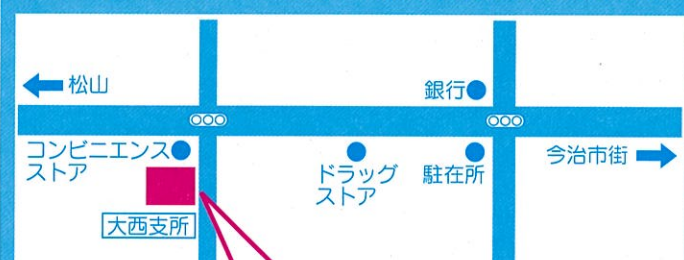 松山
銀行
コンビニエンス
ストア
ドラッグ
ストア
駐在所
今治市街
大西支所